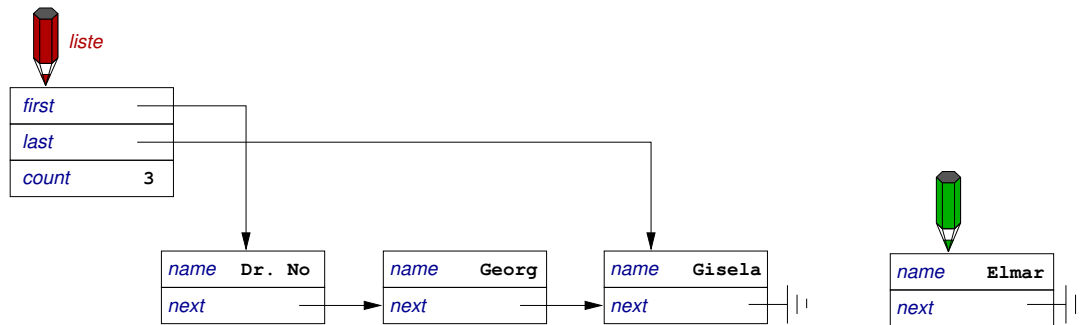 liste
first
last
count 3
name Dr. No
next
name Georg
next
name Gisela
next
name Elmar
next